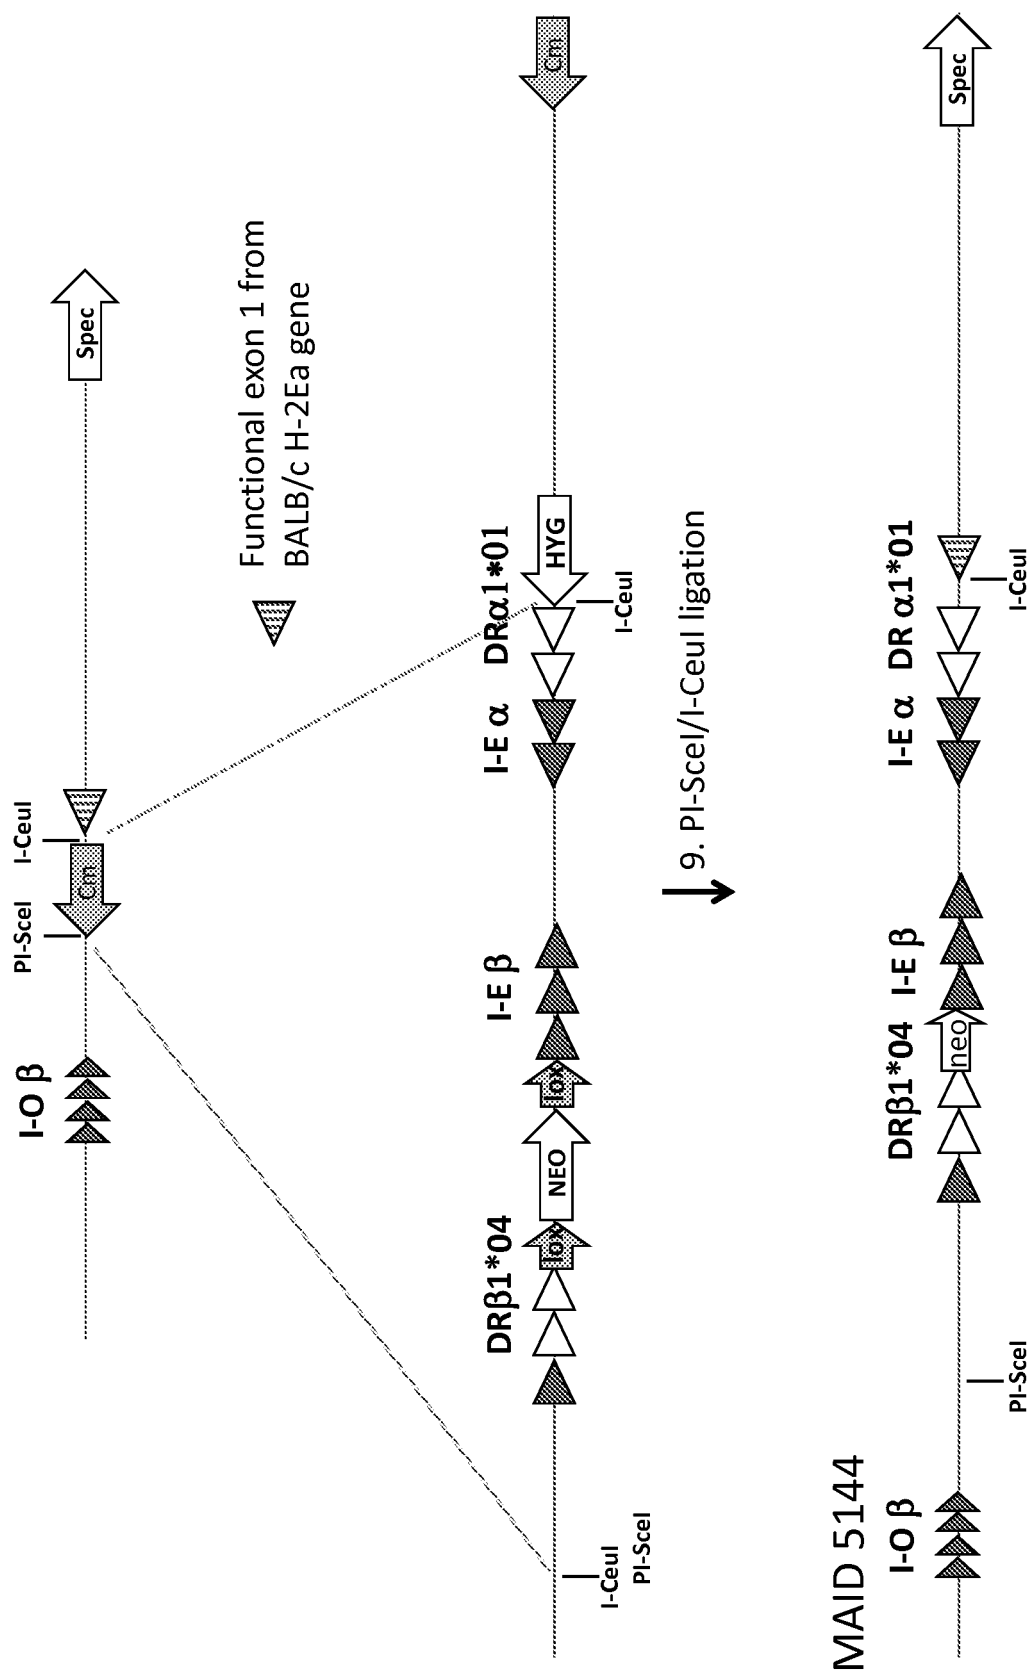 I-O β
PI-SceI
I-CeuI
Cm
Spec
Functional exon 1 from
BALB/c H-2Ea gene
DRβ1*04
I-E β
I-E α
DRα1*01
lox
NEO
lox
HYG
Cm
I-CeuI
PI-SceI
I-CeuI
9. PI-SceI/I-CeuI ligation
MAID 5144
I-O β
DRβ1*04
I-E β
I-E α
DR α1*01
neo
Spec
PI-SceI
I-CeuI